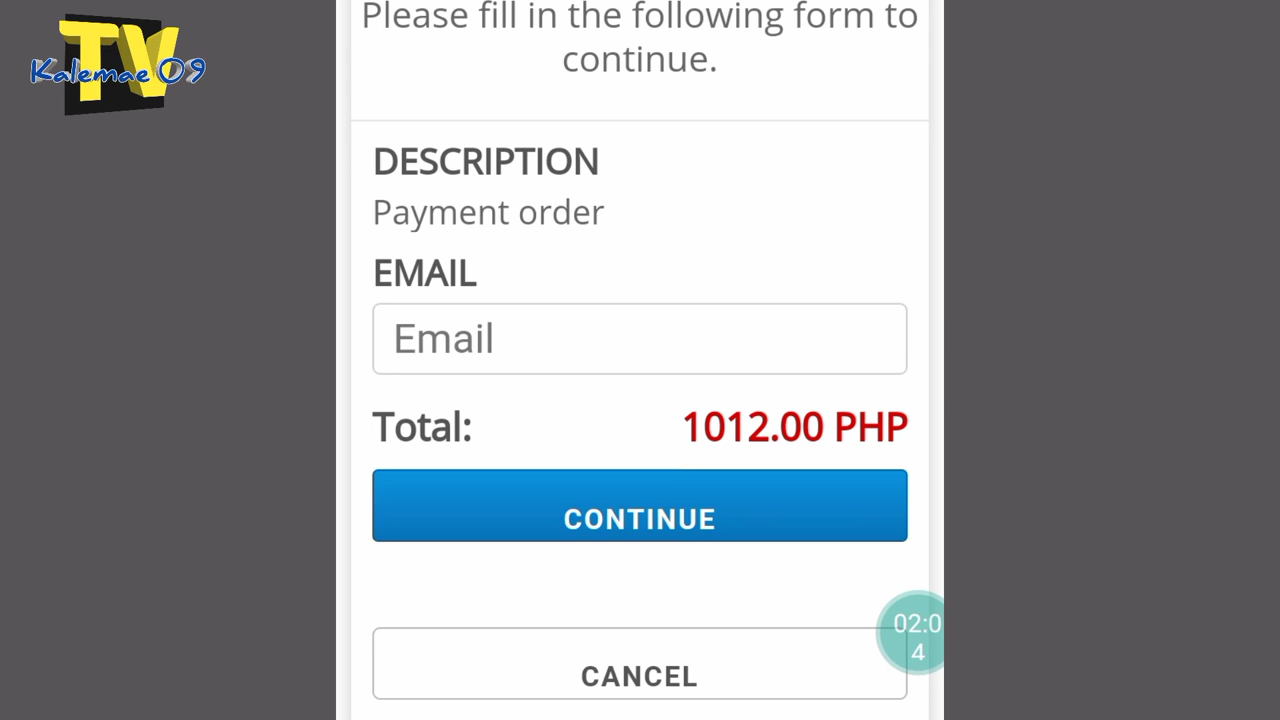 TV
Kalemae 09
Please fill in the following form to
continue.
DESCRIPTION
Payment order
EMAIL
Email
Total: 1012.00 PHP
CONTINUE
02:0
4
CANCEL